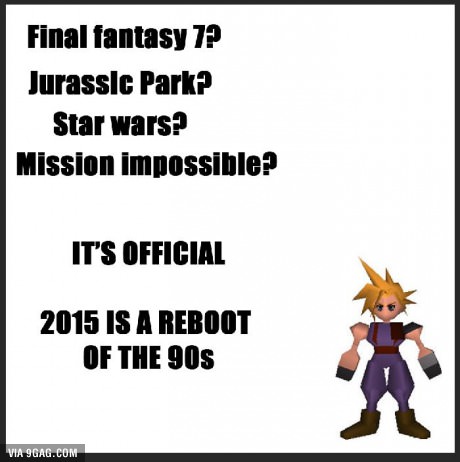 Final fantasy 7?
Jurassic Park?
Star wars?
Mission impossible?
IT'S OFFICIAL
2015 IS A REBOOT
OF THE 90s
VIA 9GAG.COM